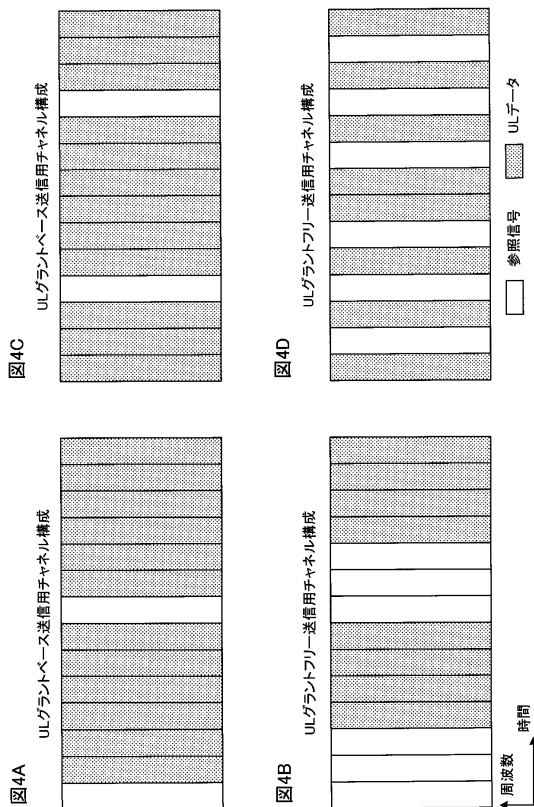 図4A
ULグラントベース送信用チャネル構成
図4B
ULグラントフリー送信用チャネル構成
周波数
時間
図4C
ULグラントベース送信用チャネル構成
図4D
ULグラントフリー送信用チャネル構成
参照信号
ULデータ